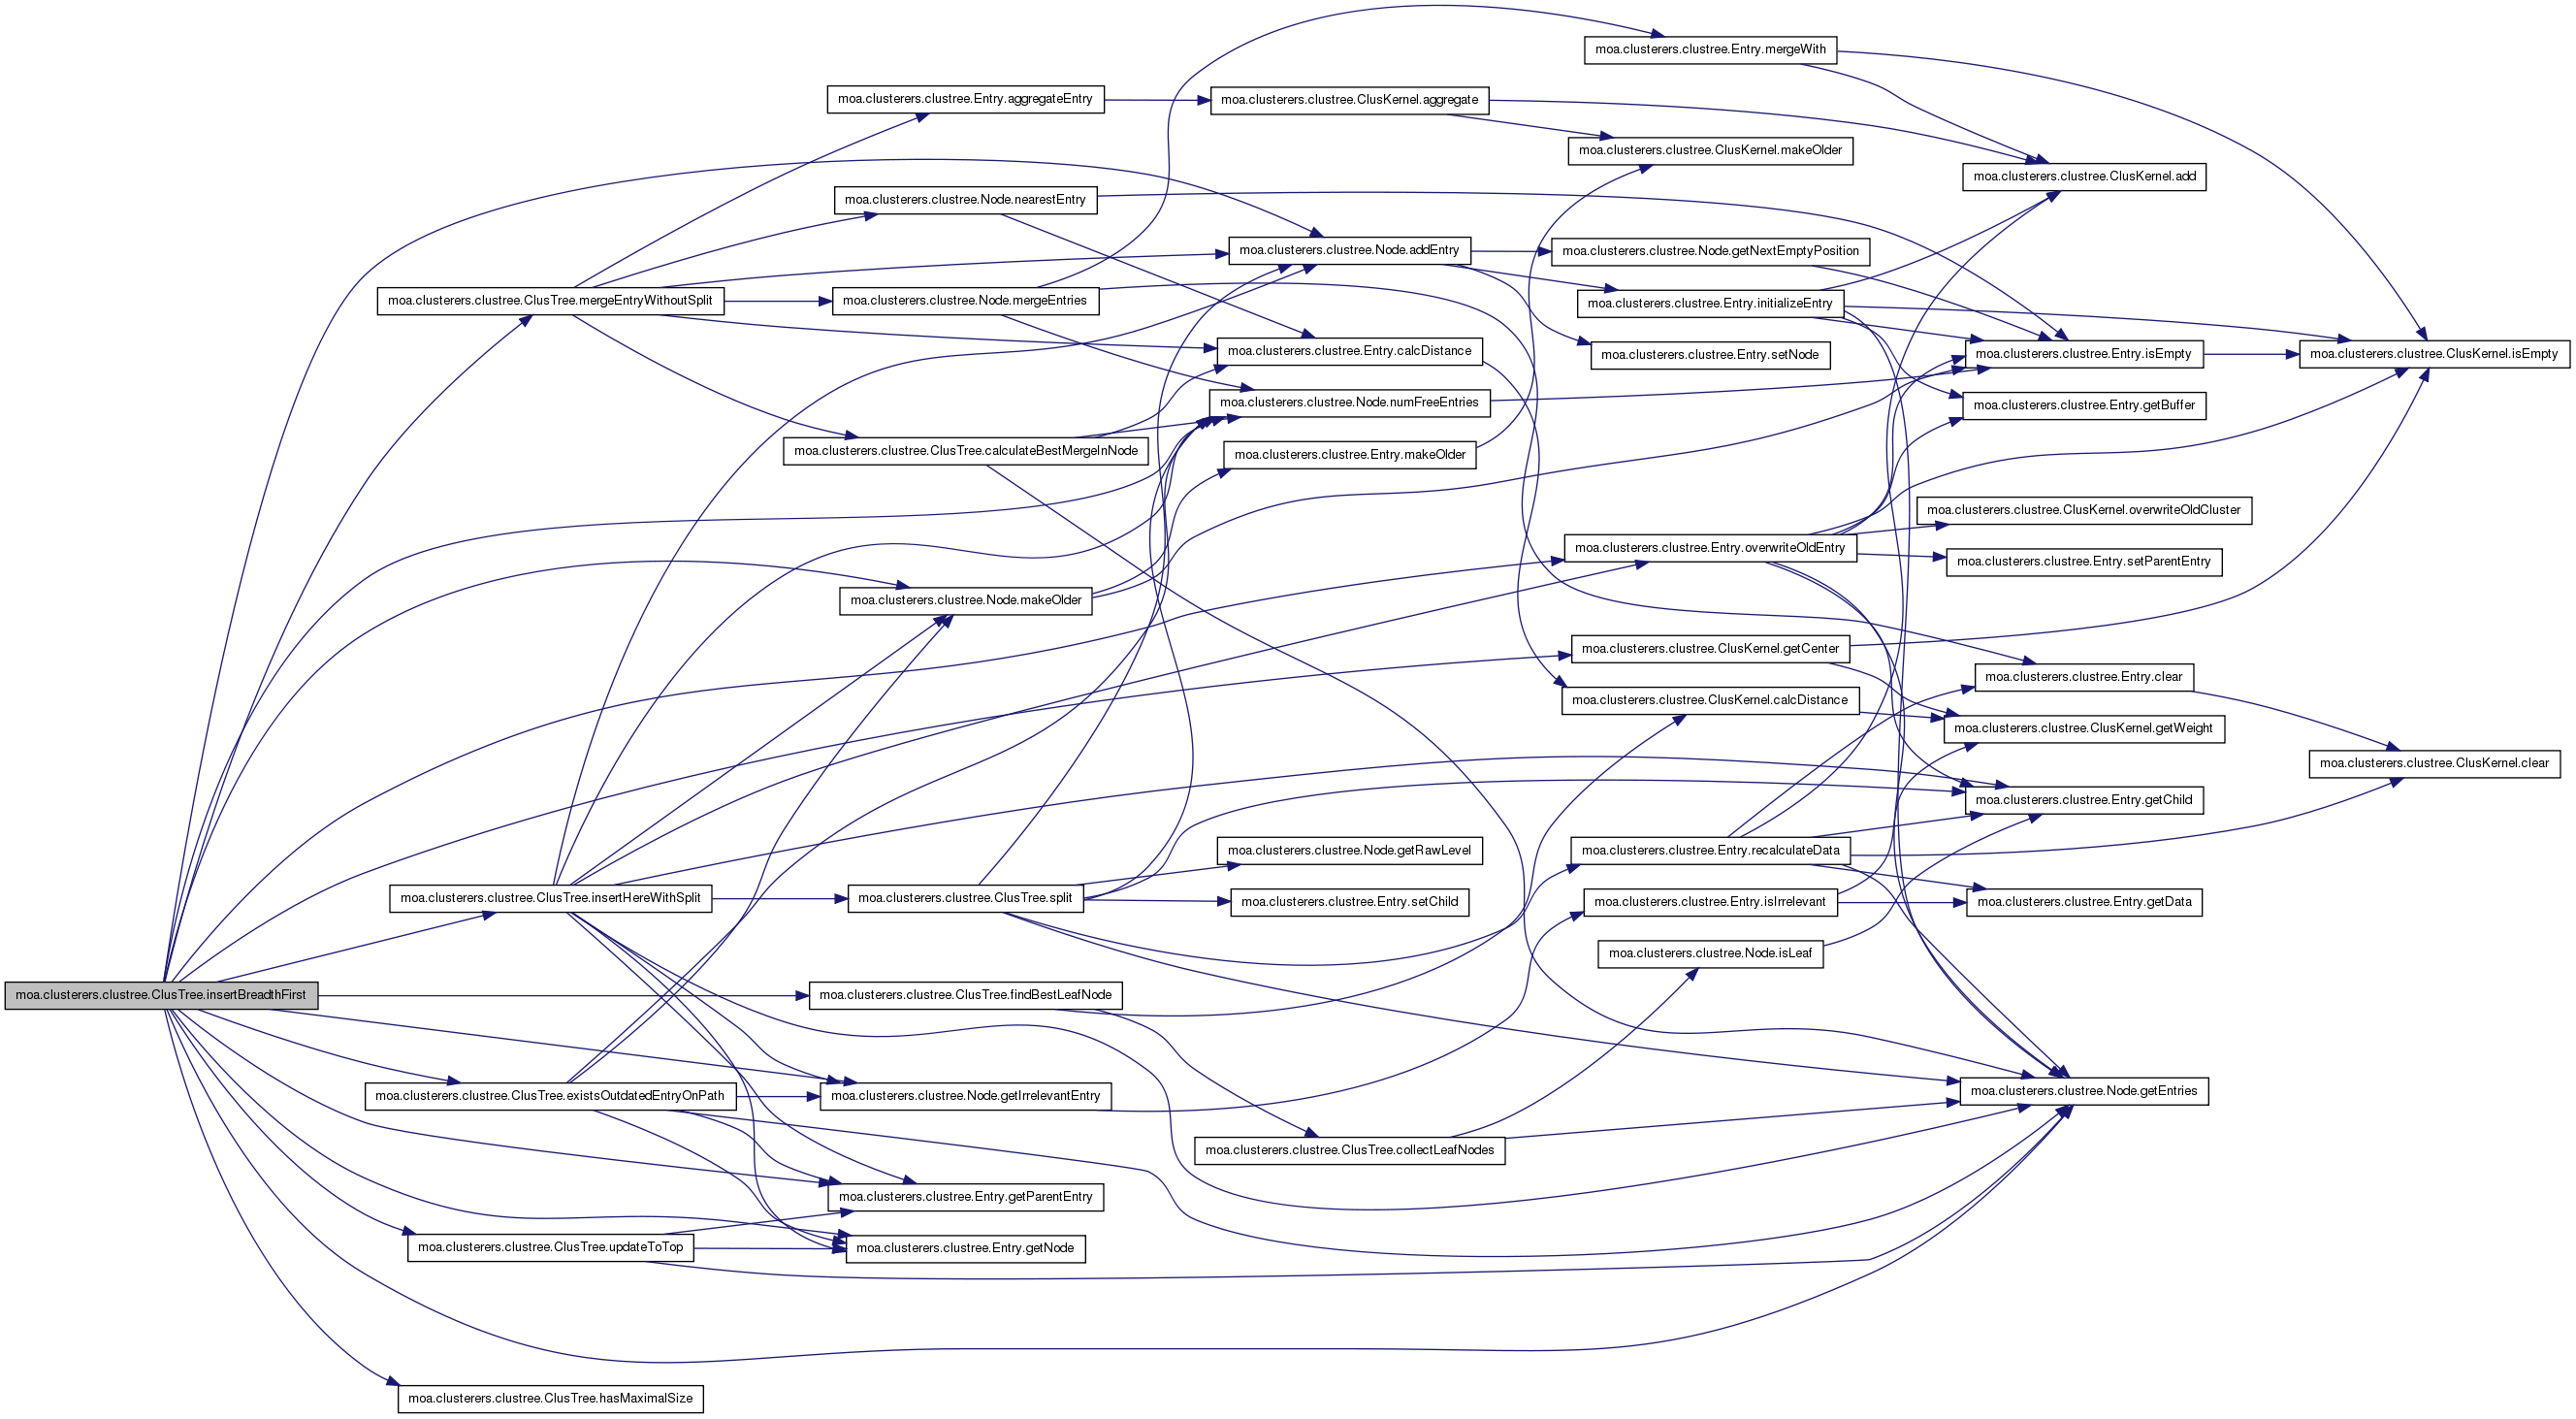 moa.clusterers.clustree.Entry.mergeWith
moa.clusterers.clustree.Entry.aggregateEntry
moa.clusterers.clustree.ClusKernel.aggregate
moa.clusterers.clustree.ClusKernel.makeOlder
moa.clusterers.clustree.ClusKernel.add
moa.clusterers.clustree.Node.nearestEntry
moa.clusterers.clustree.Node.addEntry
moa.clusterers.clustree.Node.getNextEmptyPosition
moa.clusterers.clustree.ClusTree.mergeEntryWithoutSplit
moa.clusterers.clustree.Node.mergeEntries
moa.clusterers.clustree.Entry.initializeEntry
moa.clusterers.clustree.Entry.calcDistance
moa.clusterers.clustree.Entry.setNode
moa.clusterers.clustree.Entry.isEmpty
moa.clusterers.clustree.ClusKernel.isEmpty
moa.clusterers.clustree.Node.numFreeEntries
moa.clusterers.clustree.Entry.getBuffer
moa.clusterers.clustree.ClusTree.calculateBestMergeInNode
moa.clusterers.clustree.Entry.makeOlder
moa.clusterers.clustree.ClusKernel.overwriteOldCluster
moa.clusterers.clustree.Entry.overwriteOldEntry
moa.clusterers.clustree.Entry.setParentEntry
moa.clusterers.clustree.Node.makeOlder
moa.clusterers.clustree.ClusKernel.getCenter
moa.clusterers.clustree.Entry.clear
moa.clusterers.clustree.ClusKernel.calcDistance
moa.clusterers.clustree.ClusKernel.getWeight
moa.clusterers.clustree.ClusKernel.clear
moa.clusterers.clustree.Entry.getChild
moa.clusterers.clustree.Node.getRawLevel
moa.clusterers.clustree.Entry.recalculateData
moa.clusterers.clustree.ClusTree.insertHereWithSplit
moa.clusterers.clustree.ClusTree.split
moa.clusterers.clustree.Entry.setChild
moa.clusterers.clustree.Entry.isIrrelevant
moa.clusterers.clustree.Entry.getData
moa.clusterers.clustree.Node.isLeaf
moa.clusterers.clustree.ClusTree.insertBreadthFirst
moa.clusterers.clustree.ClusTree.findBestLeafNode
moa.clusterers.clustree.ClusTree.existsOutdatedEntryOnPath
moa.clusterers.clustree.Node.getIrrelevantEntry
moa.clusterers.clustree.Node.getEntries
moa.clusterers.clustree.ClusTree.collectLeafNodes
moa.clusterers.clustree.Entry.getParentEntry
moa.clusterers.clustree.ClusTree.updateToTop
moa.clusterers.clustree.Entry.getNode
moa.clusterers.clustree.ClusTree.hasMaximalSize